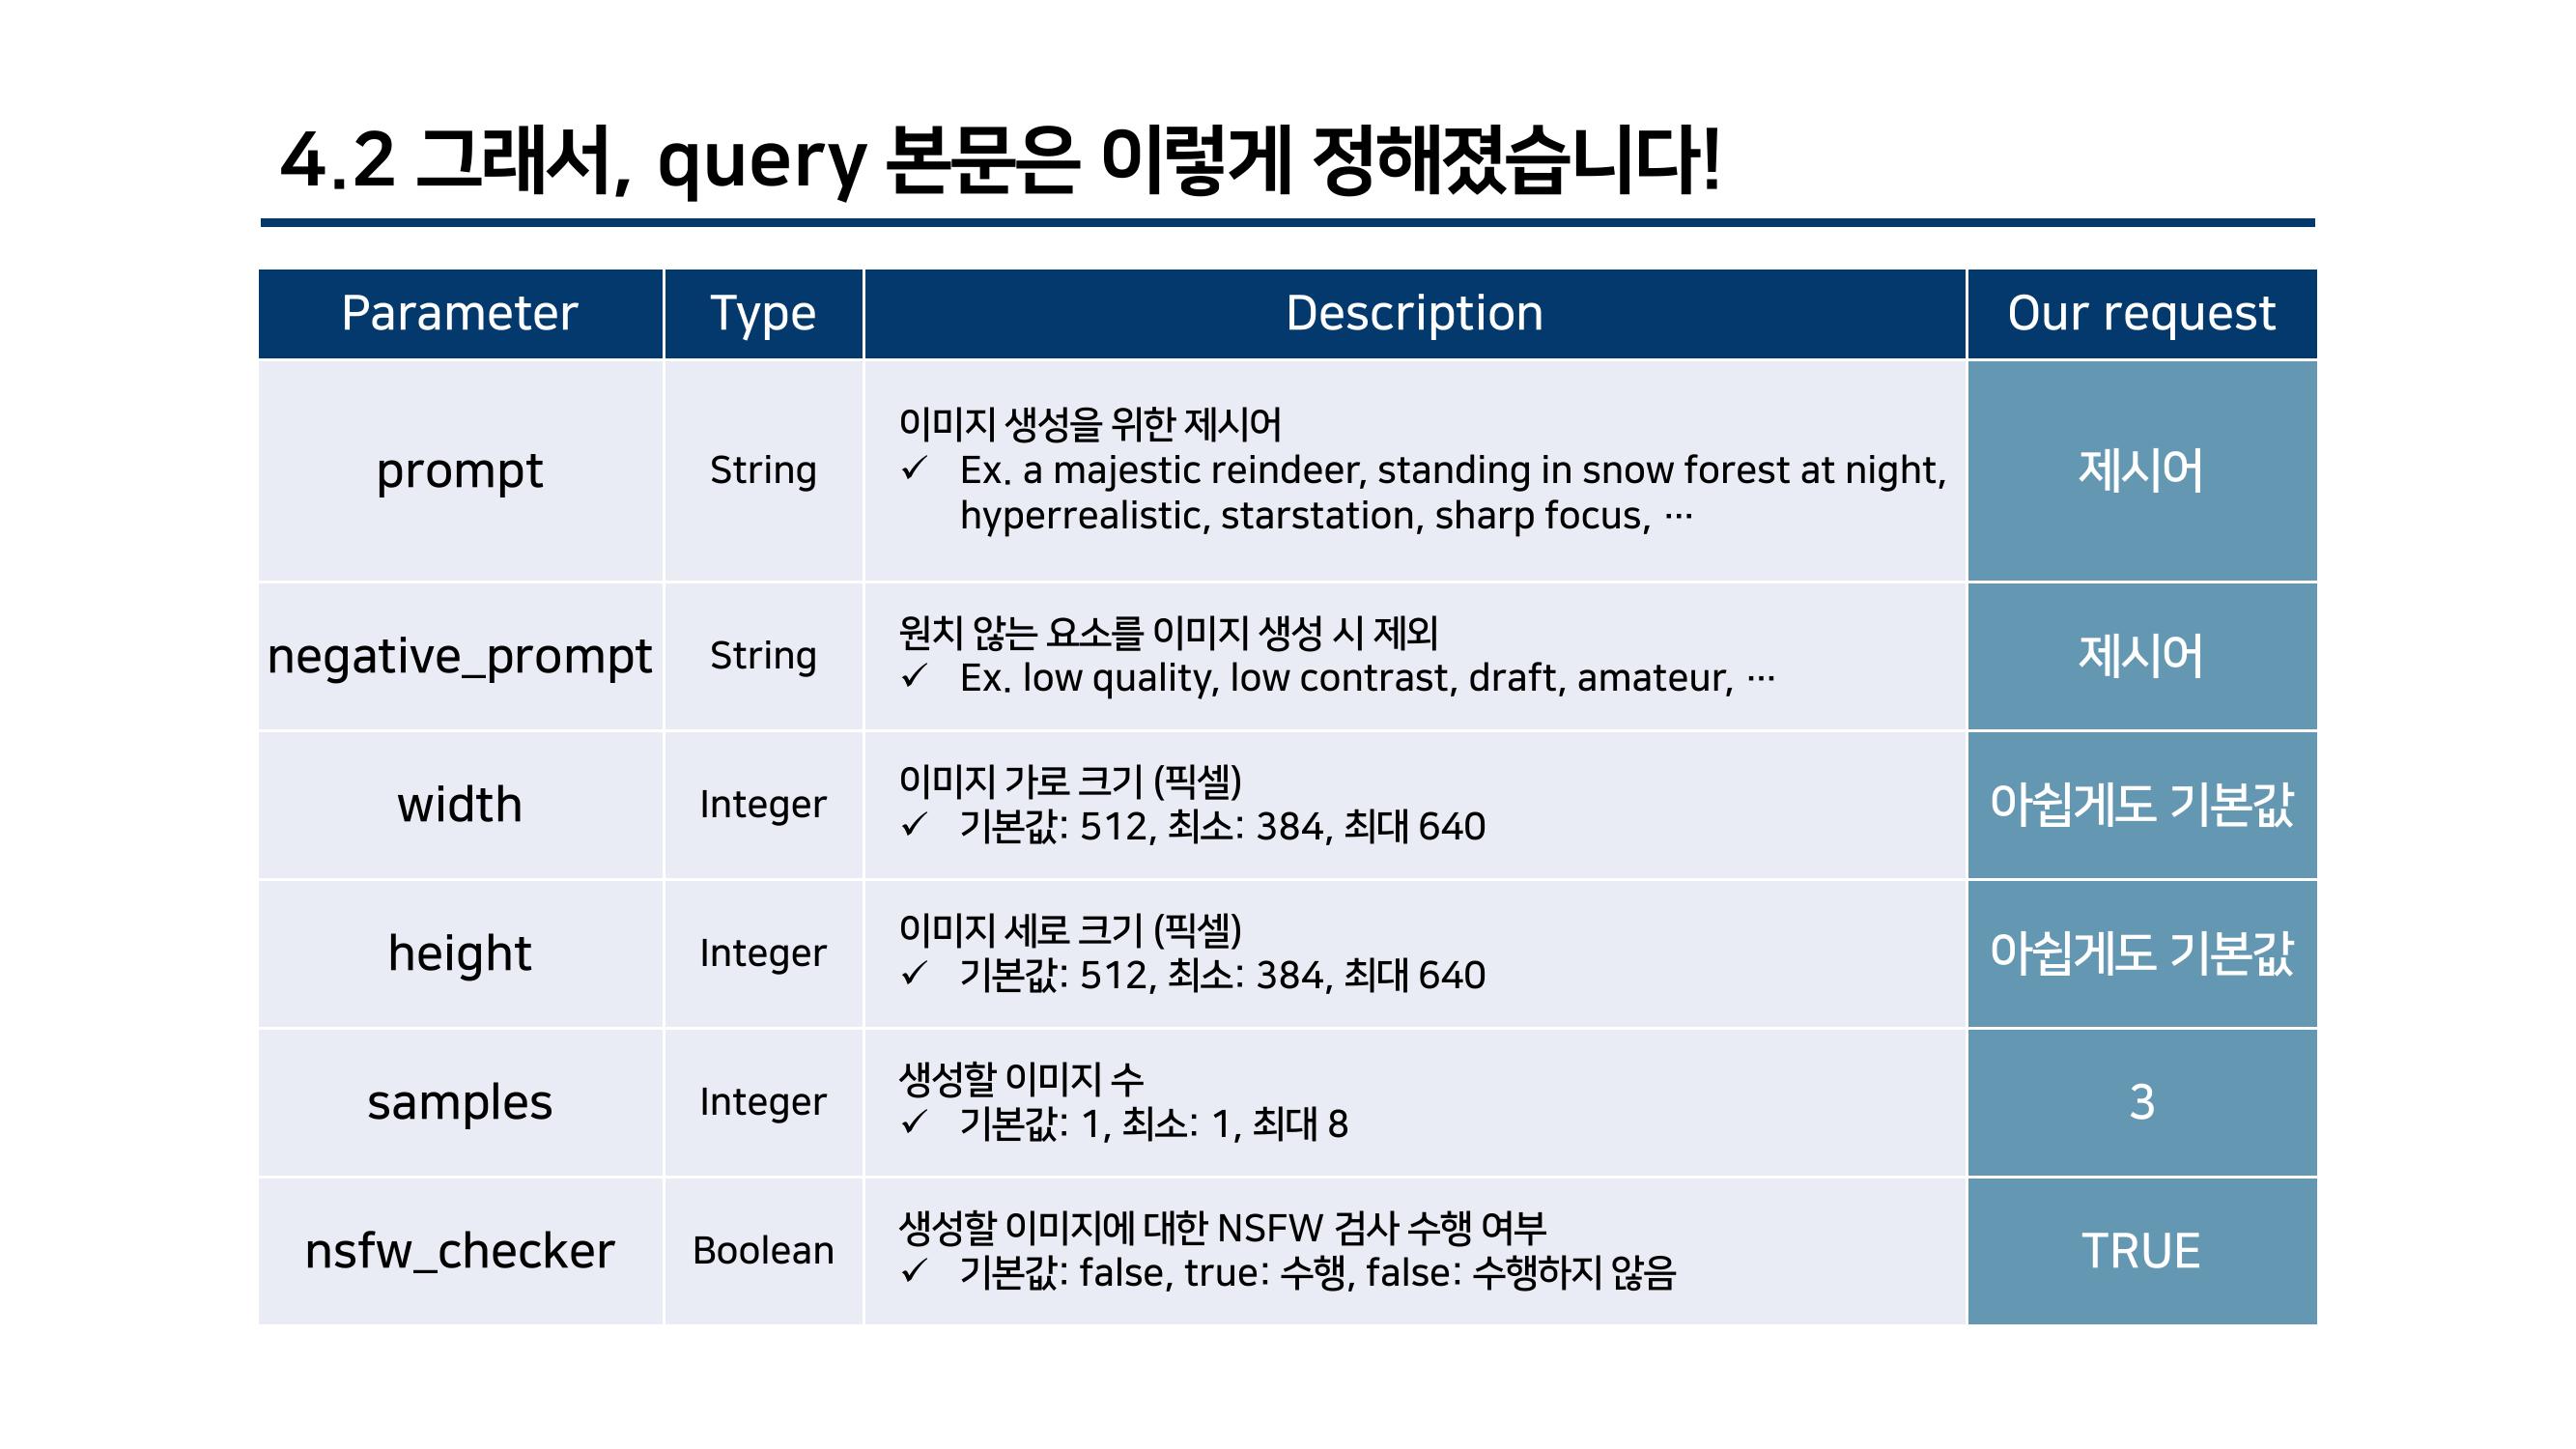 4.2 그래서, query 본문은 이렇게 정해졌습니다!
Parameter Type Description Our request
prompt String 이미지 생성을 위한 제시어
✓ Ex. a majestic reindeer, standing in snow forest at night,
hyperrealistic, starstation, sharp focus, …
제시어
negative_prompt String 원치 않는 요소를 이미지 생성 시 제외
✓ Ex. low quality, low contrast, draft, amateur, …
제시어
width Integer 이미지 가로 크기 (픽셀)
✓ 기본값: 512, 최소: 384, 최대 640
아쉽게도 기본값
height Integer 이미지 세로 크기 (픽셀)
✓ 기본값: 512, 최소: 384, 최대 640
아쉽게도 기본값
samples Integer 생성할 이미지 수
✓ 기본값: 1, 최소: 1, 최대 8
3
nsfw_checker Boolean 생성할 이미지에 대한 NSFW 검사 수행 여부
✓ 기본값: false, true: 수행, false: 수행하지 않음
TRUE